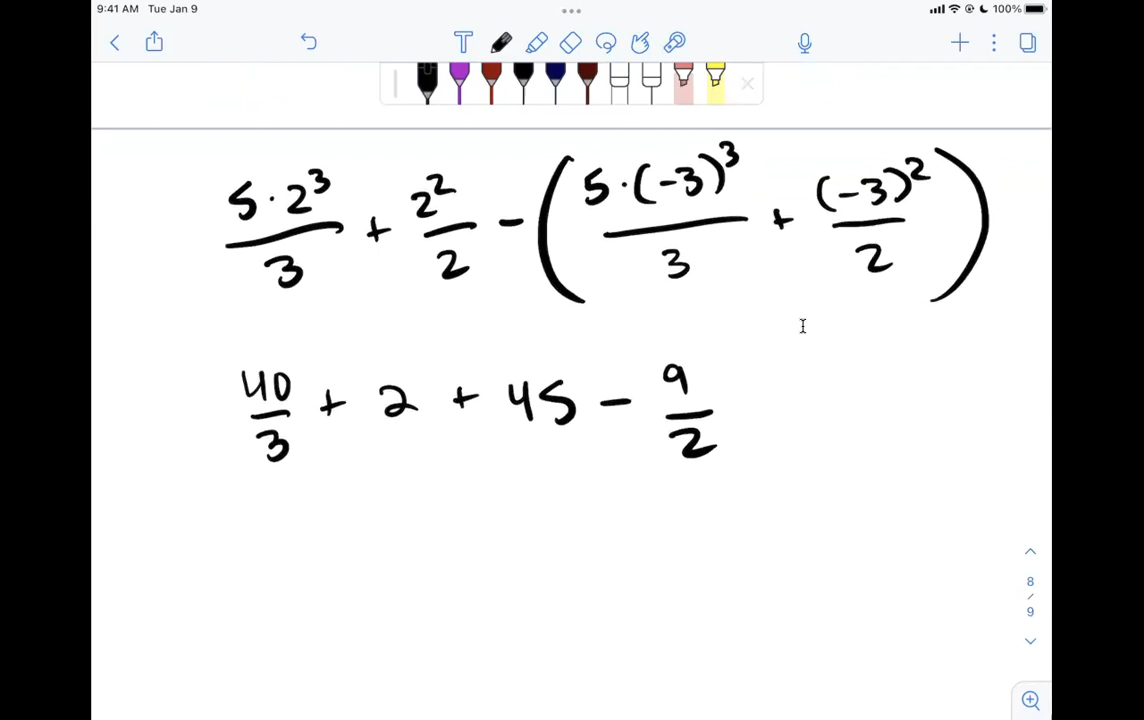 9:41 AM Tue Jan 9 100%
5·2³/3 + 2²/2 - (5·(-3)³/3 + (-3)²/2)
40/3 + 2 + 45 - 9/2
8
/
9